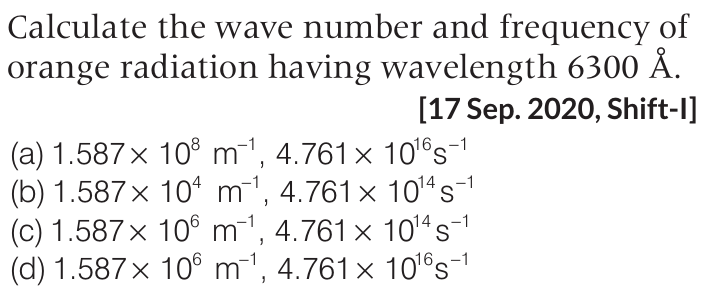 Calculate the wave number and frequency of
orange radiation having wavelength 6300 Å.
[17 Sep. 2020, Shift-I]
(a) 1.587× 10⁸ m⁻¹, 4.761× 10¹⁶s⁻¹
(b) 1.587× 10⁴ m⁻¹, 4.761× 10¹⁴s⁻¹
(c) 1.587× 10⁶ m⁻¹, 4.761× 10¹⁴s⁻¹
(d) 1.587× 10⁶ m⁻¹, 4.761× 10¹⁶s⁻¹